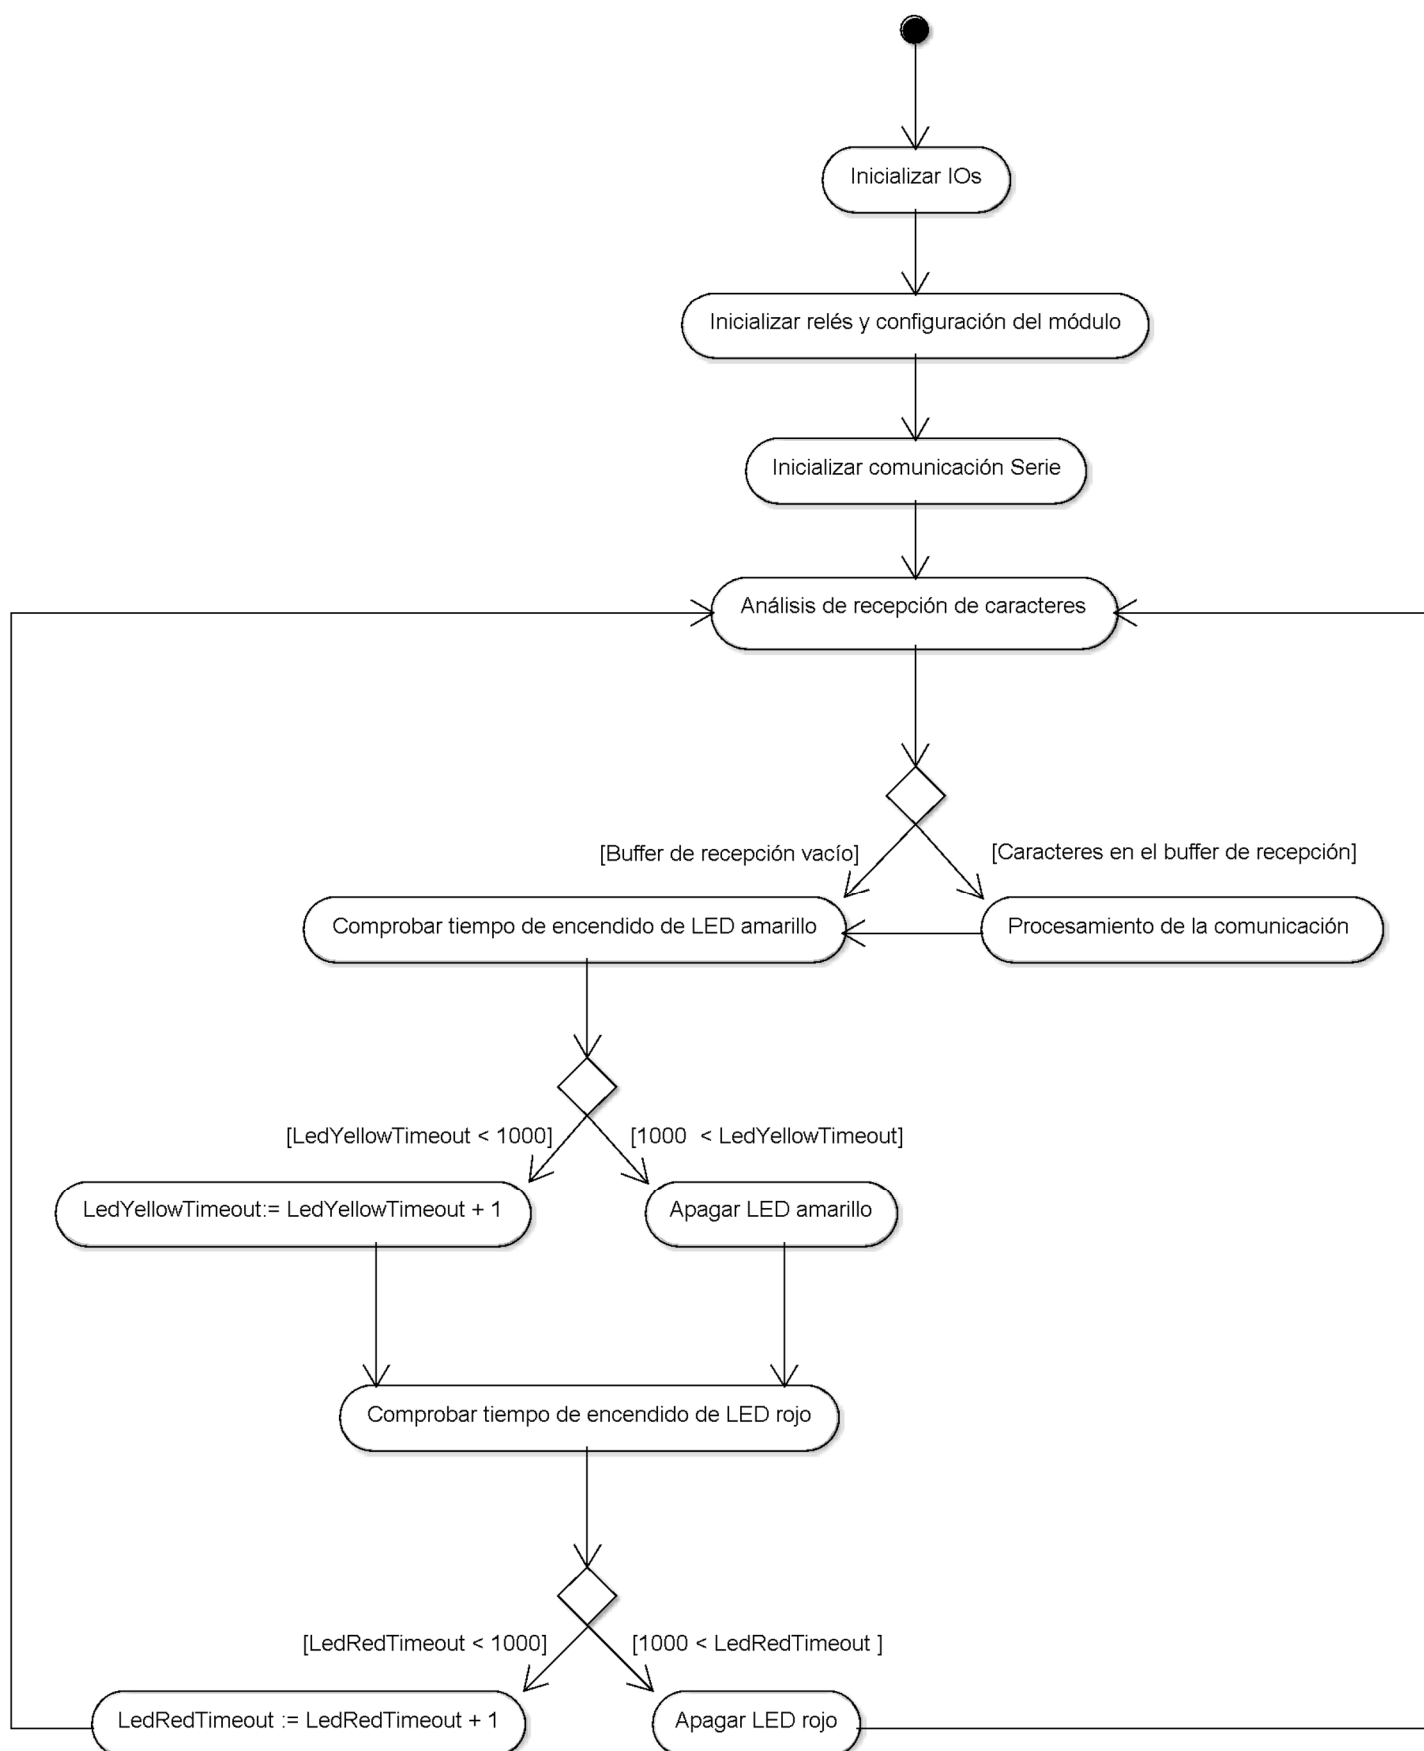 Inicializar IOs
Inicializar relés y configuración del módulo
Inicializar comunicación Serie
Análisis de recepción de caracteres
[Buffer de recepción vacío]
[Caracteres en el buffer de recepción]
Comprobar tiempo de encendido de LED amarillo
Procesamiento de la comunicación
[LedYellowTimeout < 1000]
[1000 < LedYellowTimeout]
LedYellowTimeout:= LedYellowTimeout + 1
Apagar LED amarillo
Comprobar tiempo de encendido de LED rojo
[LedRedTimeout < 1000]
[1000 < LedRedTimeout ]
LedRedTimeout := LedRedTimeout + 1
Apagar LED rojo